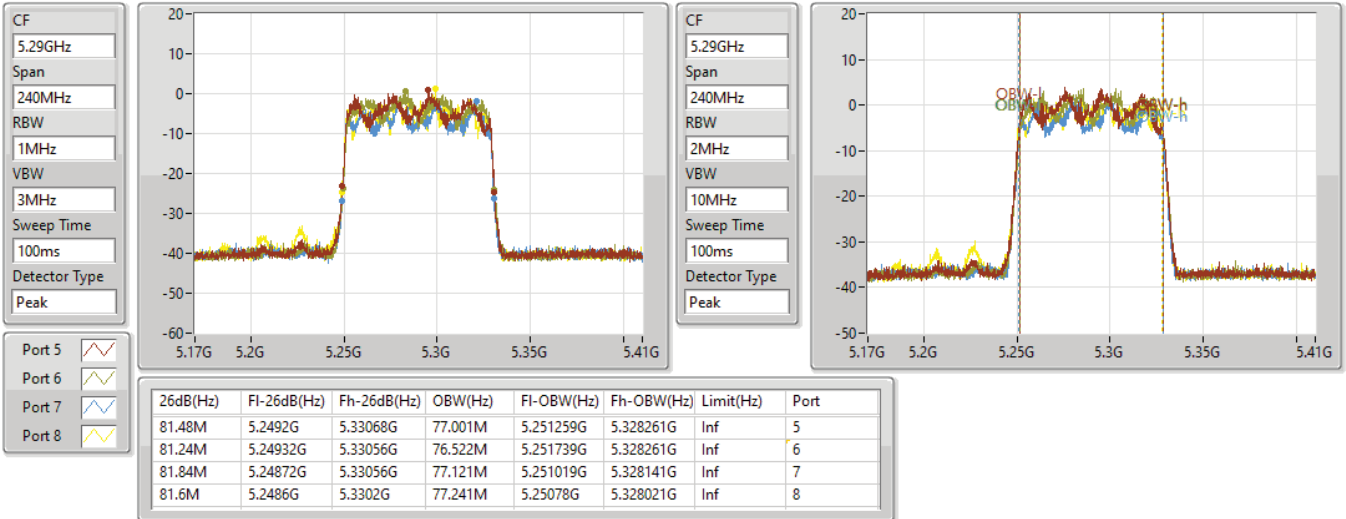 CF
5.29GHz
Span
240MHz
RBW
1MHz
VBW
3MHz
Sweep Time
100ms
Detector Type
Peak
20
10
0
-10
-20
-30
-40
-50
-60
5.17G 5.2G 5.25G 5.3G 5.35G 5.41G
CF
5.29GHz
Span
240MHz
RBW
2MHz
VBW
10MHz
Sweep Time
100ms
Detector Type
Peak
20
10
0
-10
-20
-30
-40
-50
OBW-l
OBW-h
OBW-h
5.17G 5.2G 5.25G 5.3G 5.35G 5.41G
Port 5
Port 6
Port 7
Port 8
26dB(Hz) Fl-26dB(Hz) Fh-26dB(Hz) OBW(Hz) Fl-OBW(Hz) Fh-OBW(Hz) Limit(Hz) Port
81.48M 5.2492G 5.33068G 77.001M 5.251259G 5.328261G Inf 5
81.24M 5.24932G 5.33056G 76.522M 5.251739G 5.328261G Inf 6
81.84M 5.24872G 5.33056G 77.121M 5.251019G 5.328141G Inf 7
81.6M 5.2486G 5.3302G 77.241M 5.25078G 5.328021G Inf 8